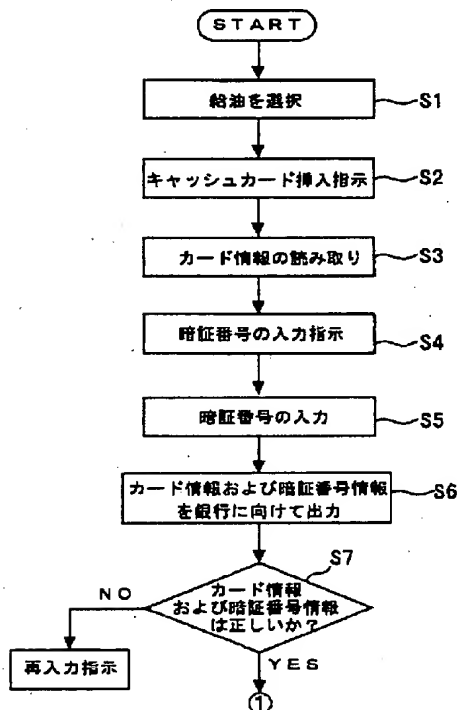 START
給油を選択
S1
キャッシュカード挿入指示
S2
カード情報の読み取り
S3
暗証番号の入力指示
S4
暗証番号の入力
S5
カード情報および暗証番号情報
を銀行に向けて出力
S6
S7
カード情報
および暗証番号情報
は正しいか?
NO
再入力指示
YES
①